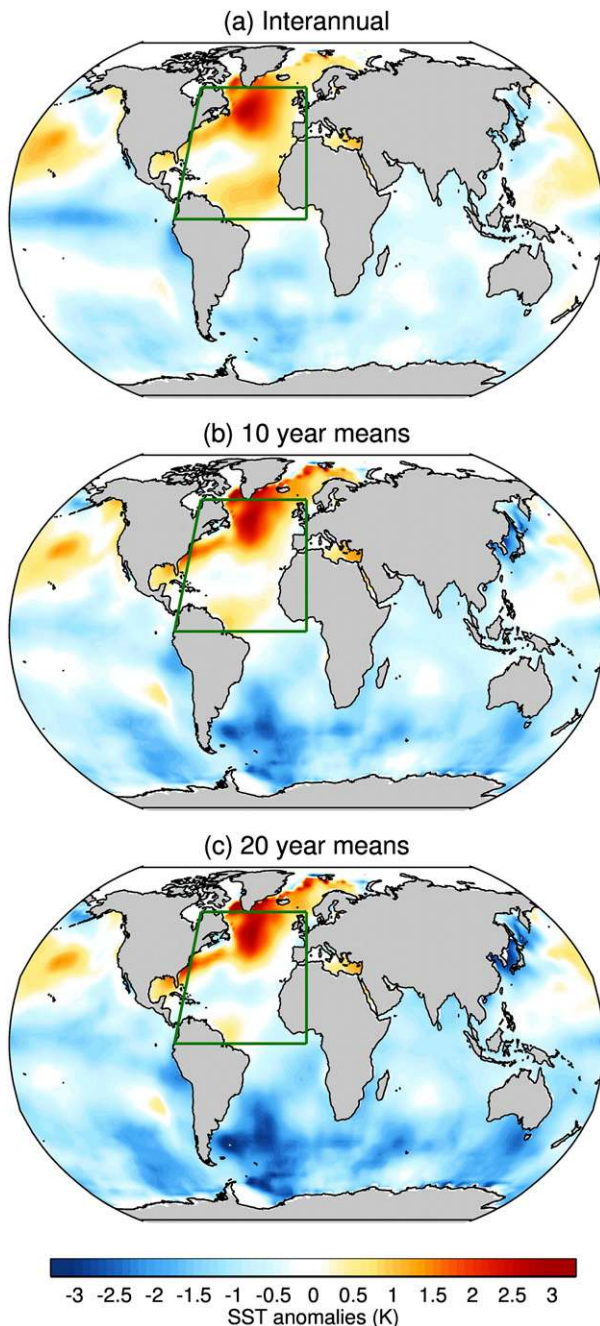 (a) Interannual
(b) 10 year means
(c) 20 year means
-3 -2.5 -2 -1.5 -1 -0.5 0 0.5 1 1.5 2 2.5 3
SST anomalies (K)